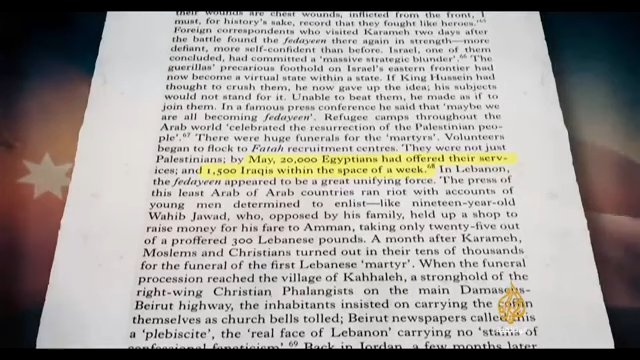 their wounds are chest wounds, inflicted from the front, I
must, for history's sake, record that they fought like heroes.'⁶⁵
Foreign correspondents who visited Karameh two days after
the battle found the fedayeen there again in strength—more
defiant, more self-confident than before. Israel, one of them
concluded, had committed a 'massive strategic blunder'.⁶⁶ The
guerillas' precarious foothold on Israel's eastern frontier had
now become a virtual state within a state. If King Hussein had
thought to crush them, he now gave up the idea; his subjects
would not stand for it. Unable to beat them, he made as if to
join them. In a famous press conference he said that 'maybe we
are all becoming fedayeen'. Refugee camps throughout the
Arab world 'celebrated the resurrection of the Palestinian peo-
ple'.⁶⁷ There were huge funerals for the 'martyrs'. Volunteers
began to flock to Fatah recruitment centres. They were not just
Palestinians; by May, 20,000 Egyptians had offered their serv-
ices; and 1,500 Iraqis within the space of a week.⁶⁸ In Lebanon,
the fedayeen appeared to be a great unifying force. The press of
this least Arab of Arab countries ran riot with accounts of
young men determined to enlist—like nineteen-year-old
Wahib Jawad, who, opposed by his family, held up a shop to
raise money for his fare to Amman, taking only twenty-five out
of a proffered 300 Lebanese pounds. A month after Karameh,
Moslems and Christians turned out in their tens of thousands
for the funeral of the first Lebanese 'martyr'. When the funeral
procession reached the village of Kahhaleh, a stronghold of the
right-wing Christian Phalangists on the main Damascus-
Beirut highway, the inhabitants insisted on carrying the coffin
themselves as church bells tolled; Beirut newspapers called this
a 'plebiscite', the 'real face of Lebanon' carrying no 'stains of
confessional fanaticism'.⁶⁹ Back in Jordan, a few months later